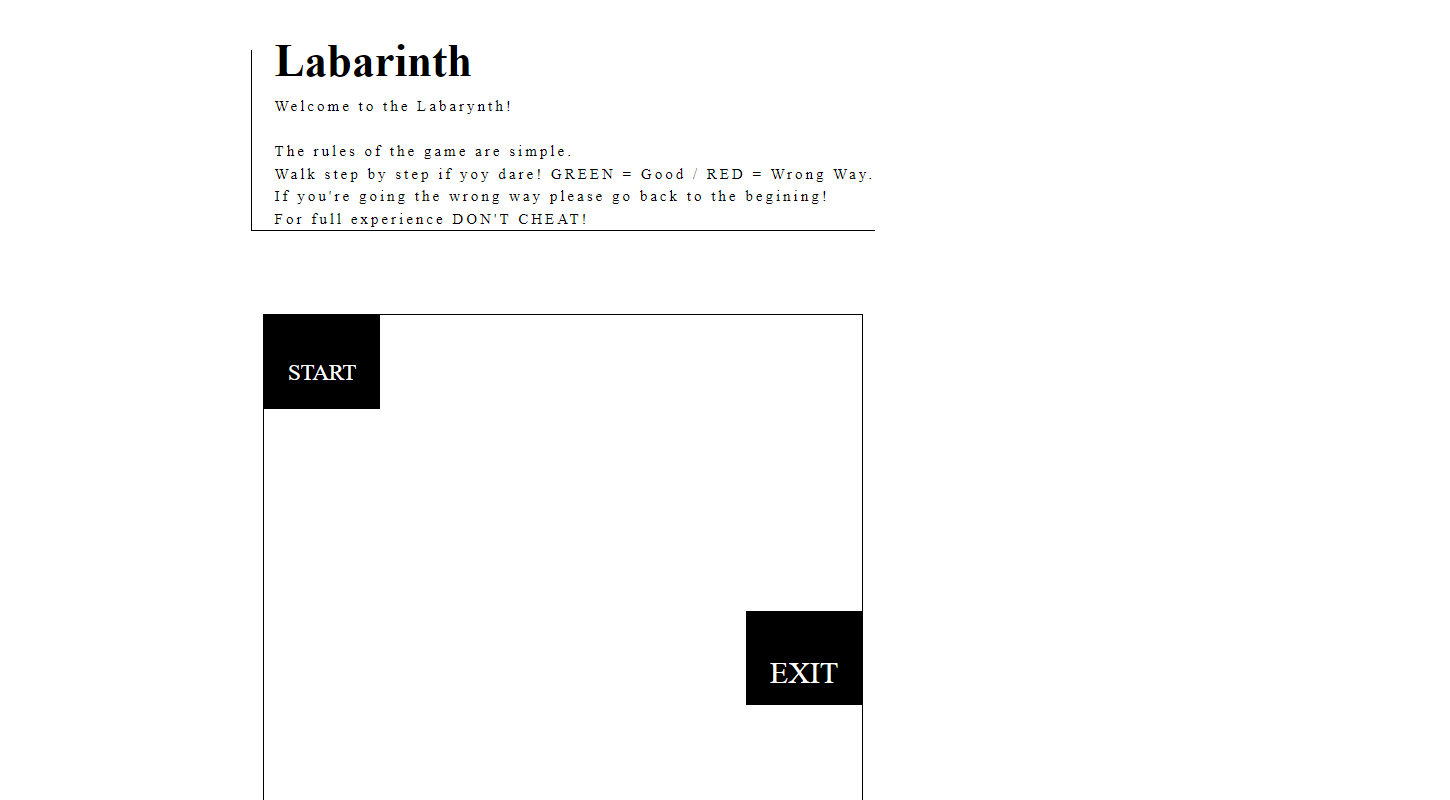 Labarinth
Welcome to the Labarynth!
The rules of the game are simple.
Walk step by step if yoy dare! GREEN = Good / RED = Wrong Way.
If you're going the wrong way please go back to the begining!
For full experience DON'T CHEAT!
START
EXIT